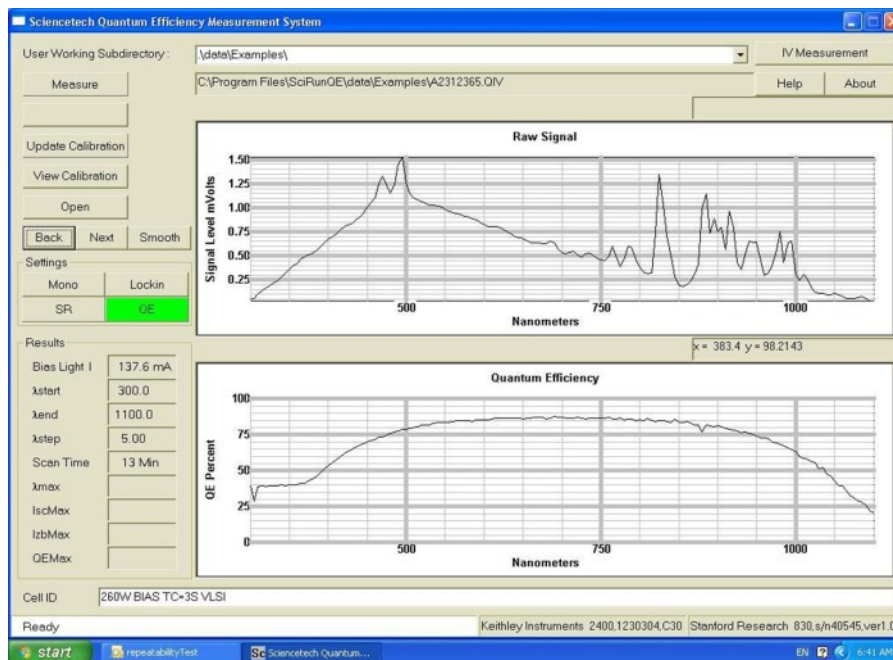 Sciencetech Quantum Efficiency Measurement System
User Working Subdirectory : .\data\Examples\ IV Measurement
Measure C:\Program Files\SciRunQE\data\Examples\A2312365.QIV Help About
Update Calibration
View Calibration
Open
Back Next Smooth
Settings
Mono Lockin
SR QE
Raw Signal
Signal Level mVolts
1.50
1.25
1.00
0.75
0.50
0.25
500 750 1000
Nanometers
x = 383.4 y = 98.2143
Results
Bias Light I 137.6 mA
λstart 300.0
λend 1100.0
λstep 5.00
Scan Time 13 Min
λmax
IscMax
IzbMax
QEMax
Quantum Efficiency
QE Percent
100
75
50
25
0
500 750 1000
Nanometers
Cell ID 260W BIAS TC=3S VLSI
Ready Keithley Instruments 2400,1230304,C30 Stanford Research 830,s/n40545,ver1.0
start repeatabilityTest Sc Sciencetech Quantum... EN 6:41 AM